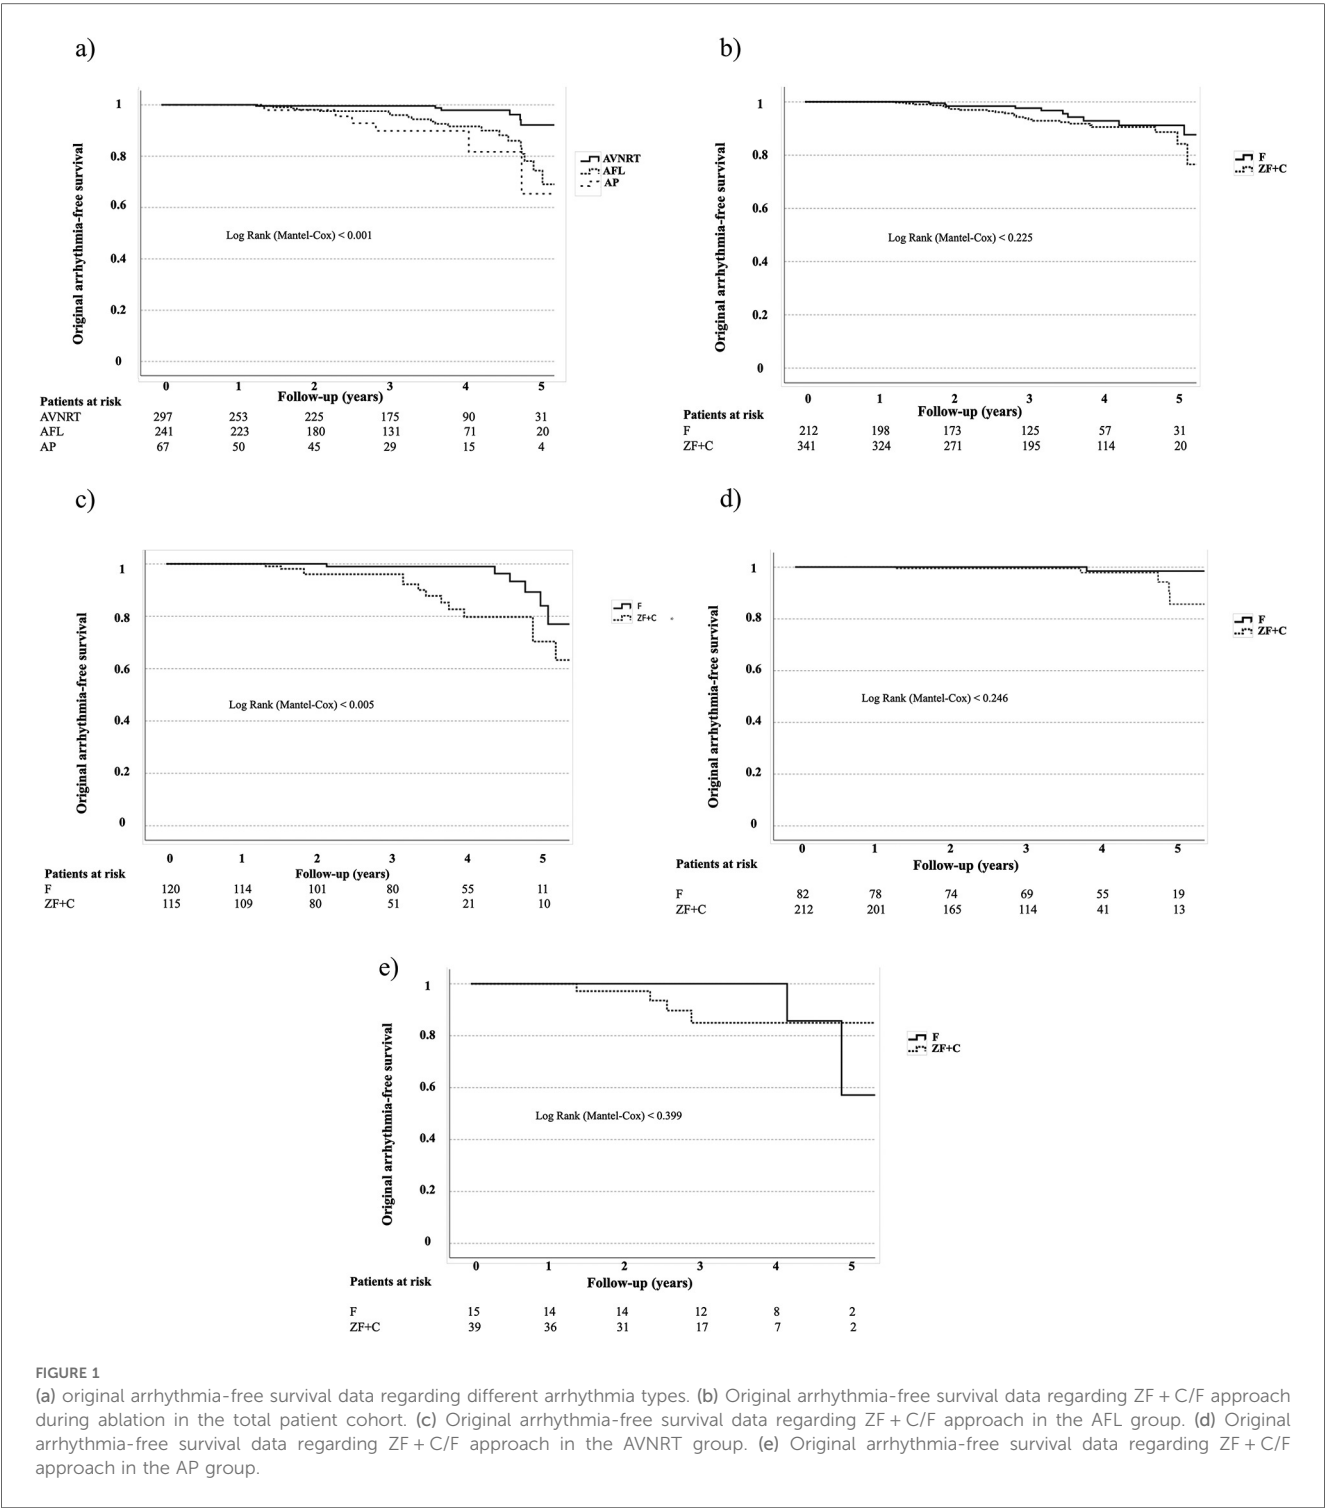 a)
1
0.8
0.6
0.4
0.2
0
Original arrhythmia-free survival
Log Rank (Mantel-Cox) < 0.001
AVNRT
AFL
AP
0 1 2 3 4 5
Follow-up (years)
Patients at risk
AVNRT 297 253 225 175 90 31
AFL 241 223 180 131 71 20
AP 67 50 45 29 15 4
b)
1
0.8
0.6
0.4
0.2
0
Original arrhythmia-free survival
Log Rank (Mantel-Cox) < 0.225
F
ZF+C
0 1 2 3 4 5
Follow-up (years)
Patients at risk
F 212 198 173 125 57 31
ZF+C 341 324 271 195 114 20
c)
1
0.8
0.6
0.4
0.2
0
Original arrhythmia-free survival
Log Rank (Mantel-Cox) < 0.005
F
ZF+C
0 1 2 3 4 5
Follow-up (years)
Patients at risk
F 120 114 101 80 55 11
ZF+C 115 109 80 51 21 10
d)
1
0.8
0.6
0.4
0.2
0
Original arrhythmia-free survival
Log Rank (Mantel-Cox) < 0.246
F
ZF+C
0 1 2 3 4 5
Follow-up (years)
Patients at risk
F 82 78 74 69 55 19
ZF+C 212 201 165 114 41 13
e)
1
0.8
0.6
0.4
0.2
0
Original arrhythmia-free survival
Log Rank (Mantel-Cox) < 0.399
F
ZF+C
0 1 2 3 4 5
Follow-up (years)
Patients at risk
F 15 14 14 12 8 2
ZF+C 39 36 31 17 7 2
FIGURE 1
(a) original arrhythmia-free survival data regarding different arrhythmia types. (b) Original arrhythmia-free survival data regarding ZF + C/F approach
during ablation in the total patient cohort. (c) Original arrhythmia-free survival data regarding ZF + C/F approach in the AFL group. (d) Original
arrhythmia-free survival data regarding ZF + C/F approach in the AVNRT group. (e) Original arrhythmia-free survival data regarding ZF + C/F
approach in the AP group.